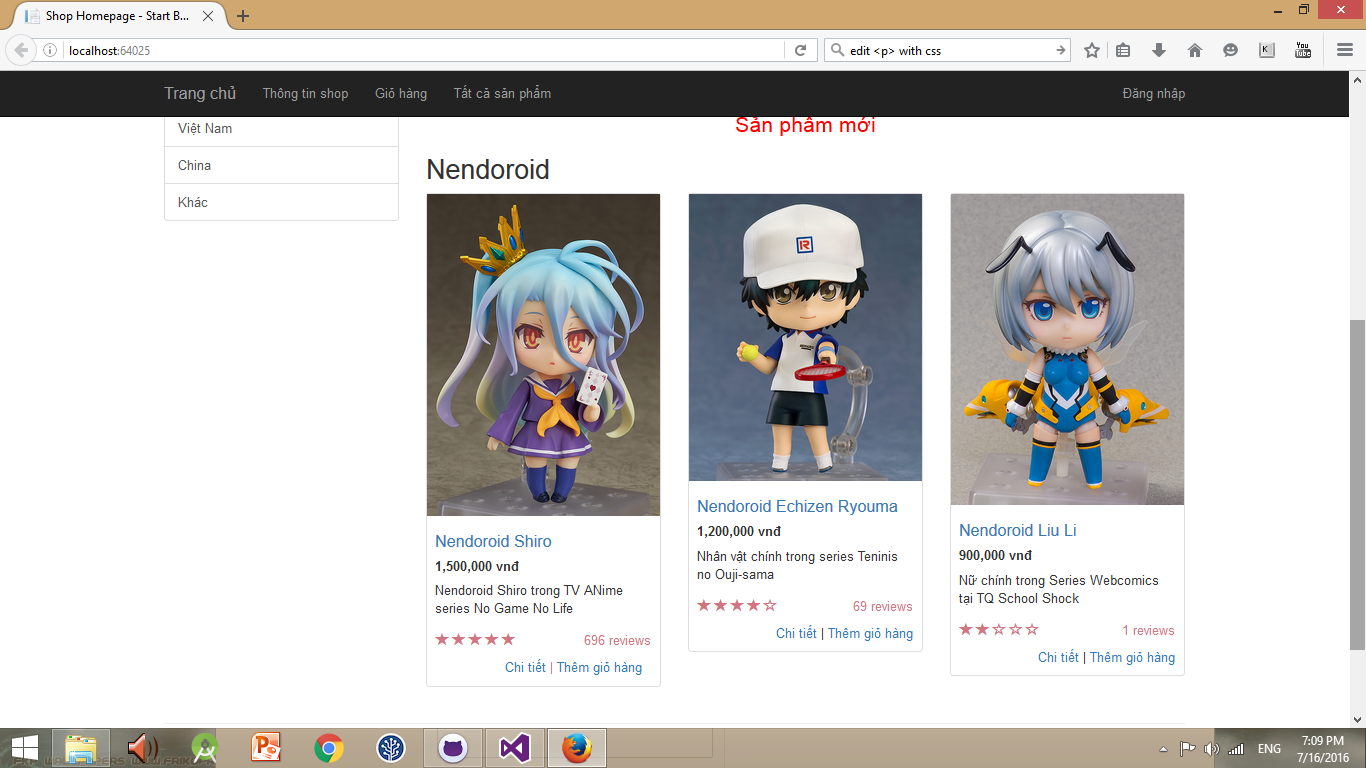 Shop Homepage - Start B...
localhost:64025
edit <p> with css
You
Tube
Trang chủ
Thông tin shop
Giỏ hàng
Tất cả sản phẩm
Đăng nhập
Việt Nam
China
Khác
Sản phẩm mới
Nendoroid
R
Nendoroid Shiro
1,500,000 vnđ
Nendoroid Shiro trong TV ANime
series No Game No Life
★★★★★ 696 reviews
Chi tiết | Thêm giỏ hàng
Nendoroid Echizen Ryouma
1,200,000 vnđ
Nhân vật chính trong series Teninis
no Ouji-sama
★★★★☆ 69 reviews
Chi tiết | Thêm giỏ hàng
Nendoroid Liu Li
900,000 vnđ
Nữ chính trong Series Webcomics
tại TQ School Shock
★★☆☆☆ 1 reviews
Chi tiết | Thêm giỏ hàng
ENG
7:09 PM
7/16/2016